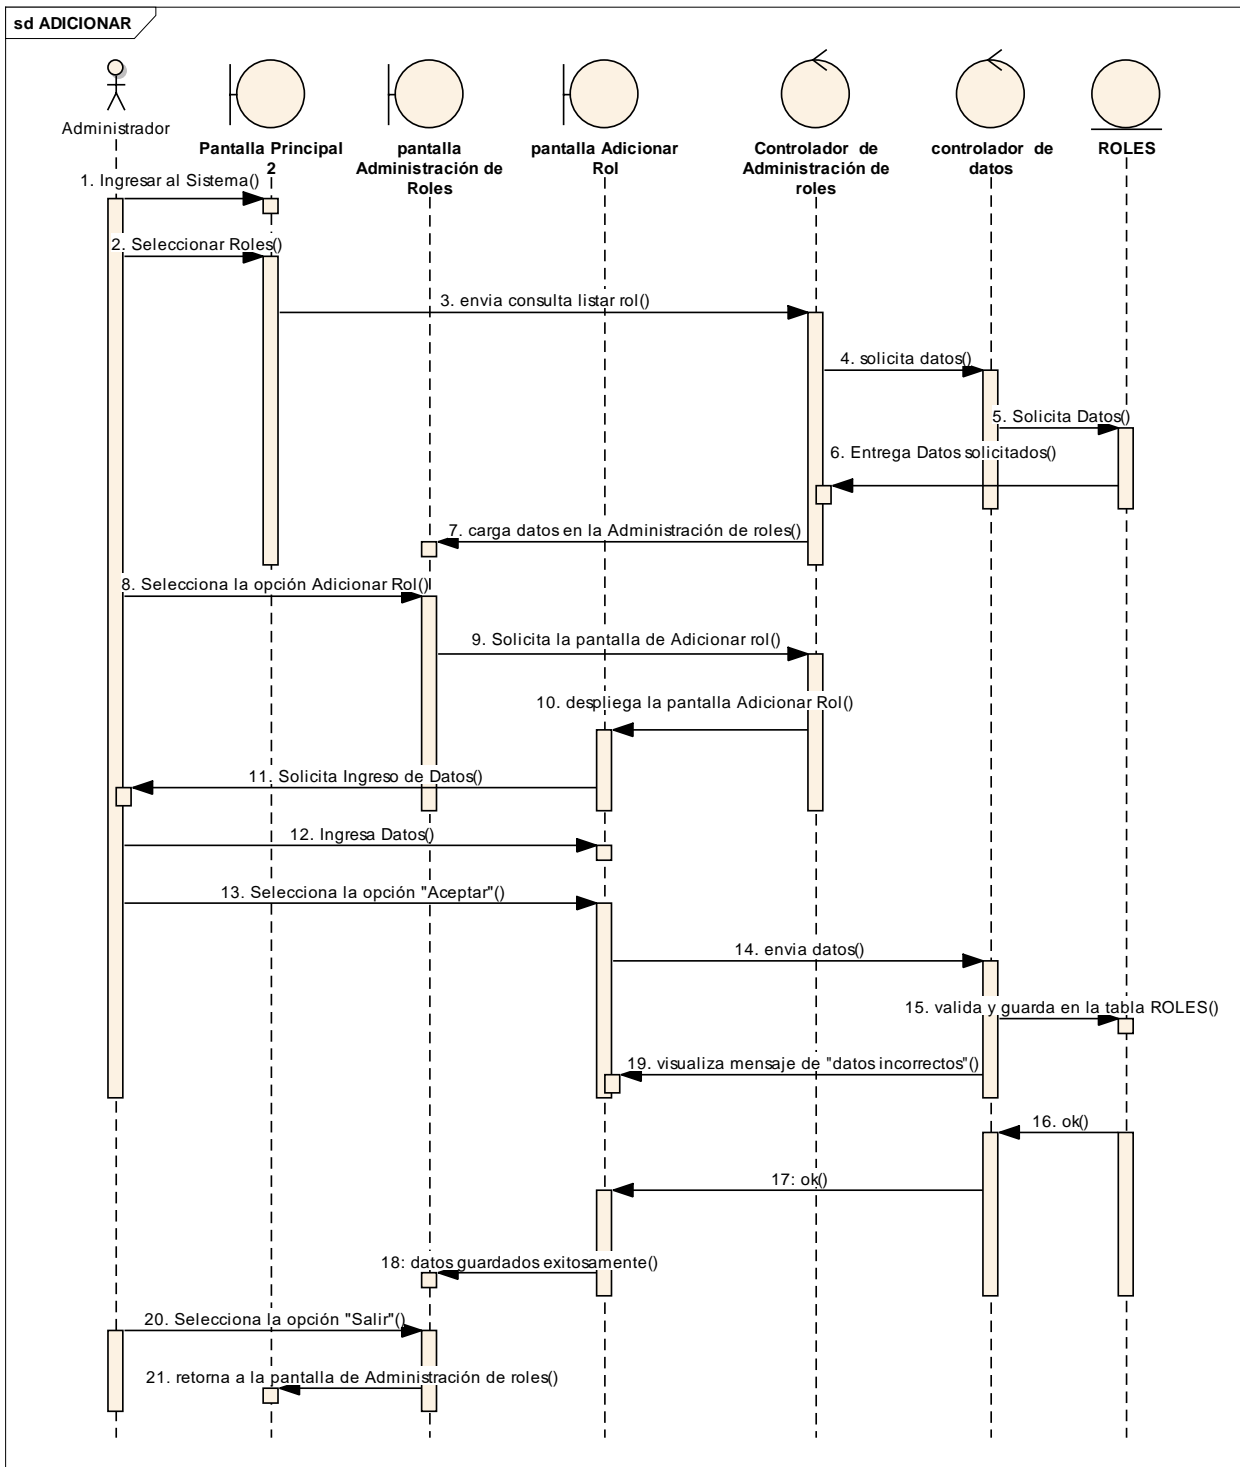 sd ADICIONAR
Administrador
Pantalla Principal
2
pantalla
Administración de
Roles
pantalla Adicionar
Rol
Controlador de
Administración de
roles
controlador de
datos
ROLES
1. Ingresar al Sistema()
2. Seleccionar Roles()
3. envia consulta listar rol()
4. solicita datos()
5. Solicita Datos()
6. Entrega Datos solicitados()
7. carga datos en la Administración de roles()
8. Selecciona la opción Adicionar Rol()
9. Solicita la pantalla de Adicionar rol()
10. despliega la pantalla Adicionar Rol()
11. Solicita Ingreso de Datos()
12. Ingresa Datos()
13. Selecciona la opción "Aceptar"()
14. envia datos()
15. valida y guarda en la tabla ROLES()
19. visualiza mensaje de "datos incorrectos"()
16. ok()
17: ok()
18: datos guardados exitosamente()
20. Selecciona la opción "Salir"()
21. retorna a la pantalla de Administración de roles()